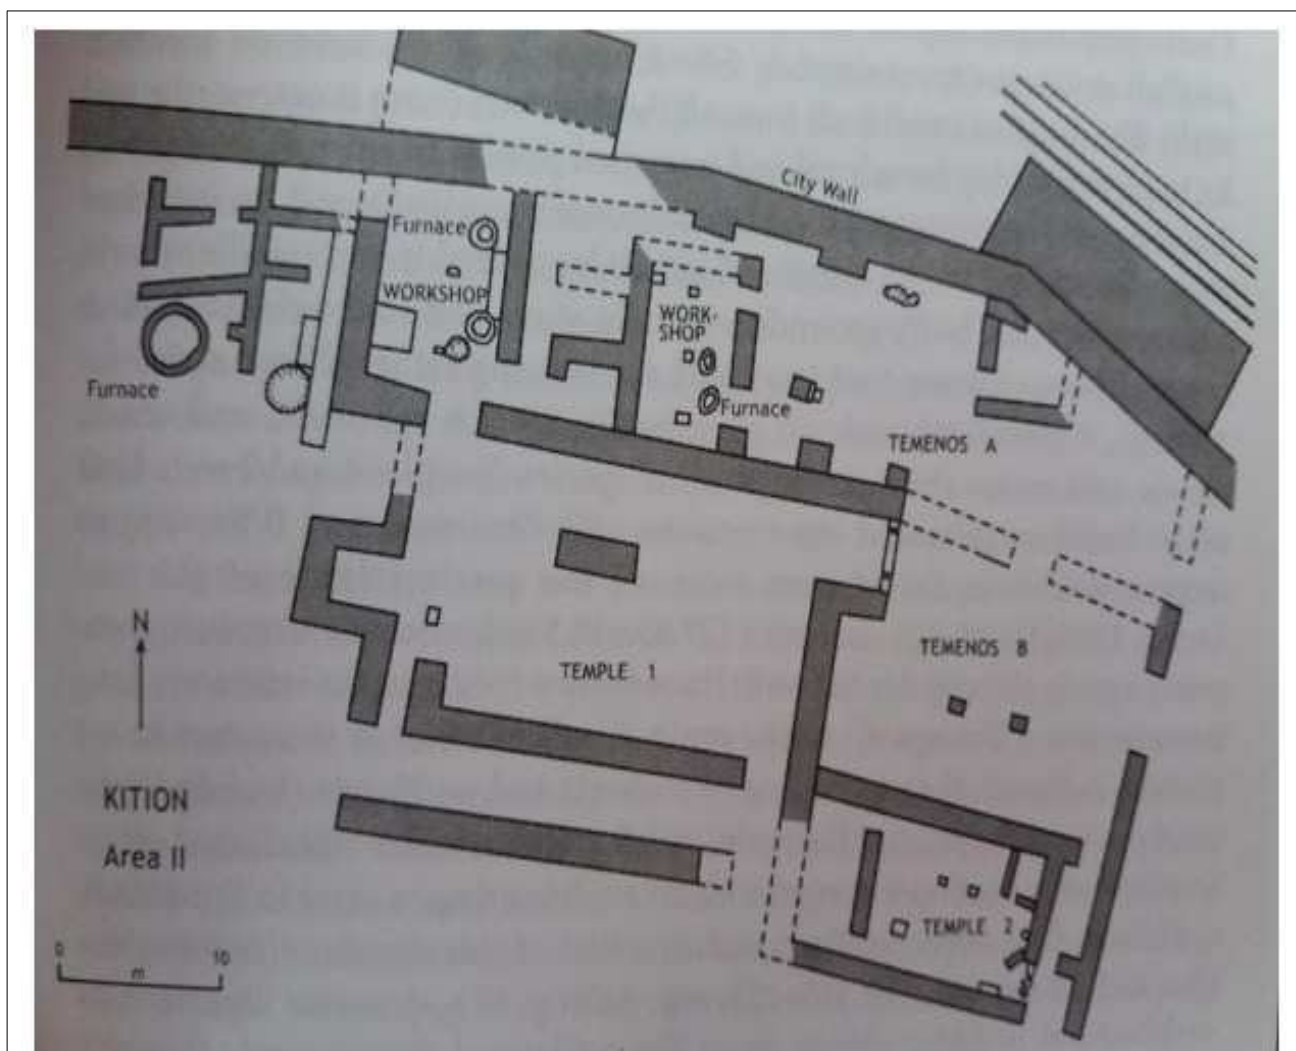 City Wall
Furnace
WORKSHOP
WORK-
SHOP
Furnace
Furnace
TEMENOS A
N
TEMPLE 1
TEMENOS B
KITION
Area II
TEMPLE 2
0 10
m